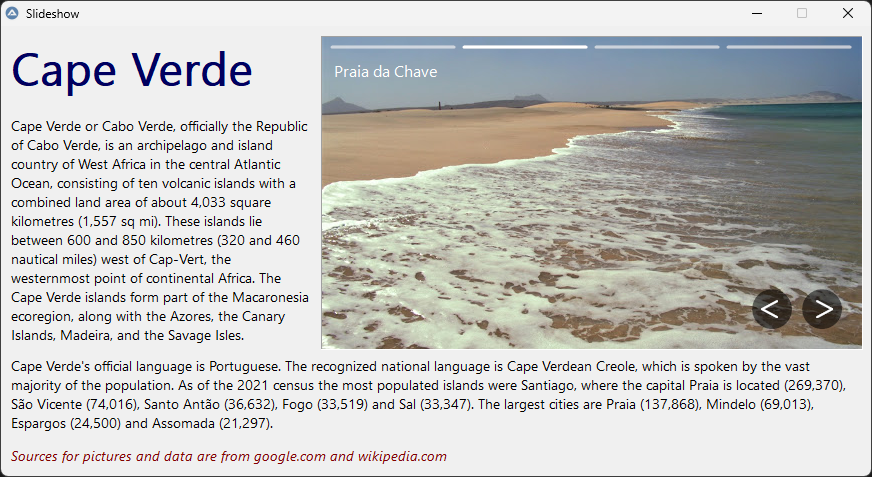 Slideshow
Cape Verde
Praia da Chave
Cape Verde or Cabo Verde, officially the Republic
of Cabo Verde, is an archipelago and island
country of West Africa in the central Atlantic
Ocean, consisting of ten volcanic islands with a
combined land area of about 4,033 square
kilometres (1,557 sq mi). These islands lie
between 600 and 850 kilometres (320 and 460
nautical miles) west of Cap-Vert, the
westernmost point of continental Africa. The
Cape Verde islands form part of the Macaronesia
ecoregion, along with the Azores, the Canary
Islands, Madeira, and the Savage Isles.
Cape Verde's official language is Portuguese. The recognized national language is Cape Verdean Creole, which is spoken by the vast
majority of the population. As of the 2021 census the most populated islands were Santiago, where the capital Praia is located (269,370),
São Vicente (74,016), Santo Antão (36,632), Fogo (33,519) and Sal (33,347). The largest cities are Praia (137,868), Mindelo (69,013),
Espargos (24,500) and Assomada (21,297).
Sources for pictures and data are from google.com and wikipedia.com